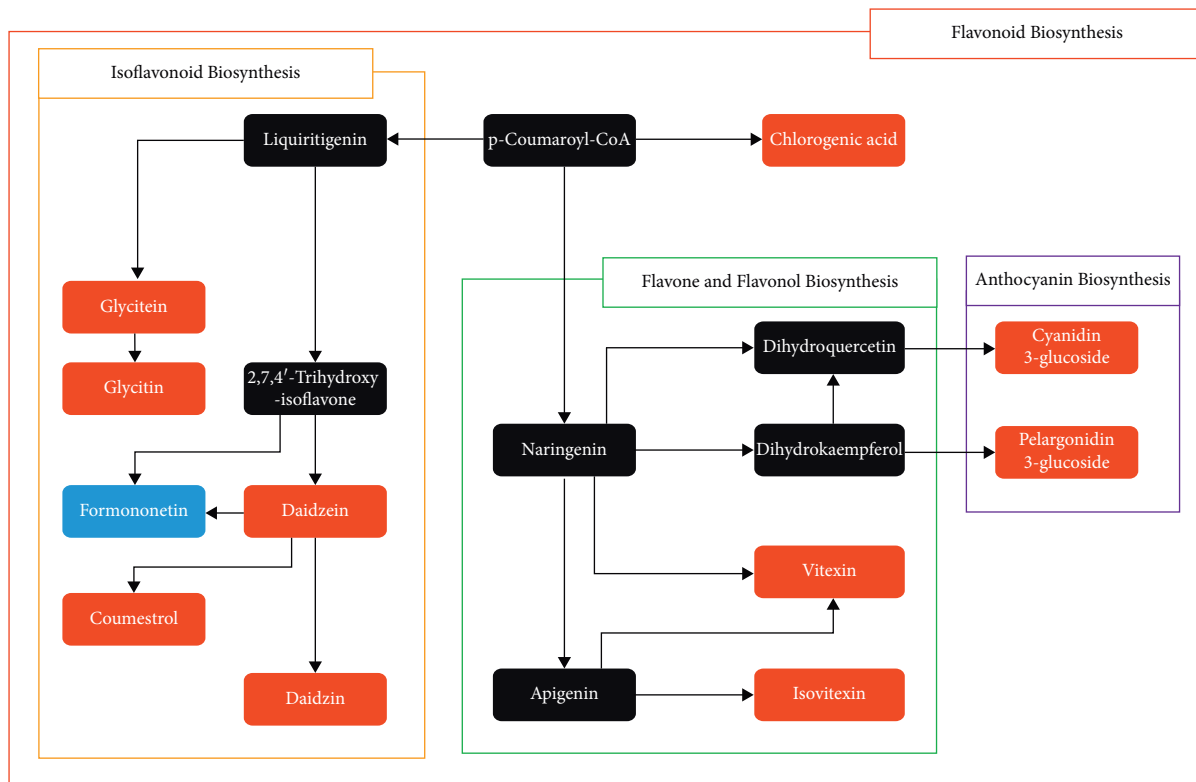 Flavonoid Biosynthesis
Isoflavonoid Biosynthesis
Liquiritigenin
p-Coumaroyl-CoA
Chlorogenic acid
Flavone and Flavonol Biosynthesis
Anthocyanin Biosynthesis
Glycitein
Dihydroquercetin
Cyanidin
3-glucoside
Glycitin
2,7,4′-Trihydroxy
-isoflavone
Naringenin
Dihydrokaempferol
Pelargonidin
3-glucoside
Formononetin
Daidzein
Vitexin
Coumestrol
Apigenin
Isovitexin
Daidzin